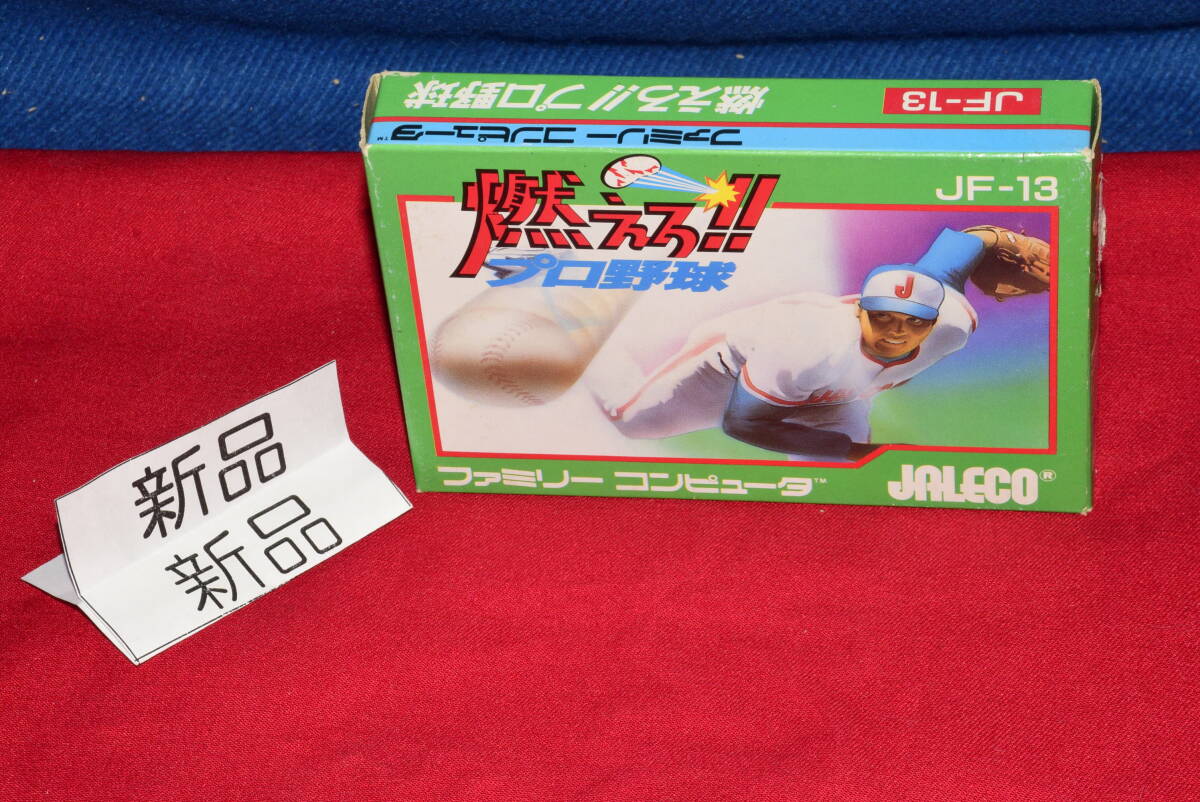 燃えろ!!プロ野球
JF-13
ファミリー コンピュータ™
燃えろ!!
プロ野球
JF-13
J
ファミリー コンピュータ™
JALECO®
新品
新品